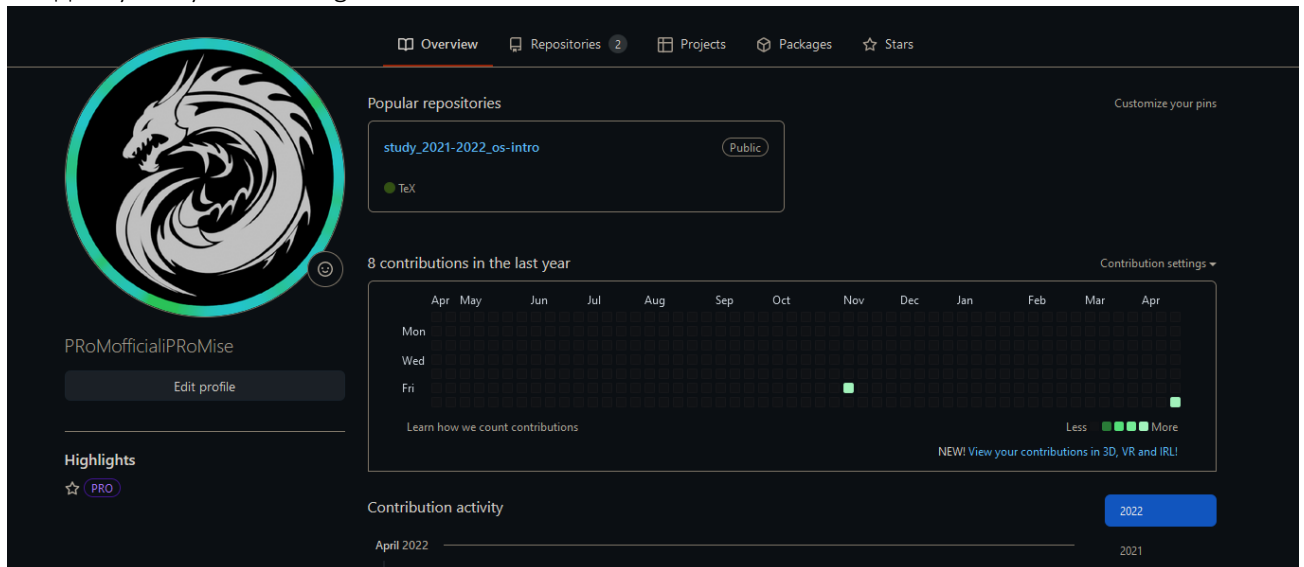 Overview Repositories 2 Projects Packages Stars
Popular repositories Customize your pins
study_2021-2022_os-intro Public
TeX
8 contributions in the last year Contribution settings
Apr May Jun Jul Aug Sep Oct Nov Dec Jan Feb Mar Apr
Mon
Wed
Fri
Learn how we count contributions Less More
NEW! View your contributions in 3D, VR and IRL!
PRoMofficialiPRoMise
Edit profile
Highlights
PRO
Contribution activity 2022
April 2022 2021